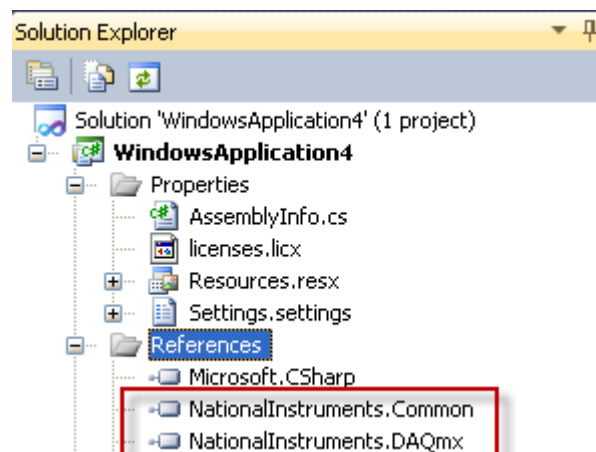 Solution Explorer
Solution 'WindowsApplication4' (1 project)
WindowsApplication4
Properties
AssemblyInfo.cs
licenses.licx
Resources.resx
Settings.settings
References
Microsoft.CSharp
NationalInstruments.Common
NationalInstruments.DAQmx